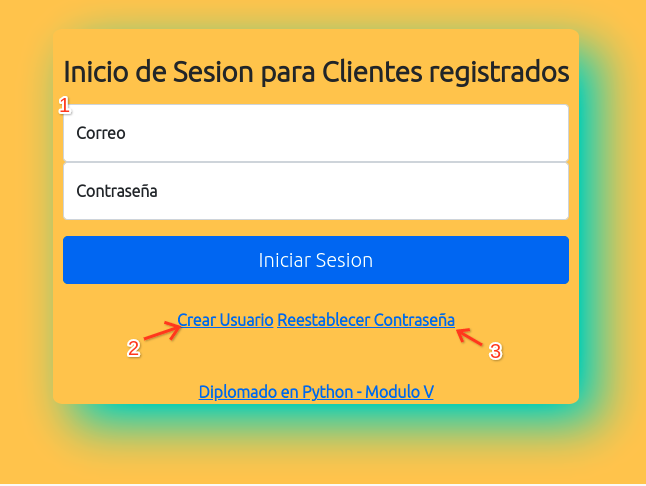 Inicio de Sesion para Clientes registrados
1
Correo
Contraseña
Iniciar Sesion
Crear Usuario Reestablecer Contraseña
2
3
Diplomado en Python - Modulo V